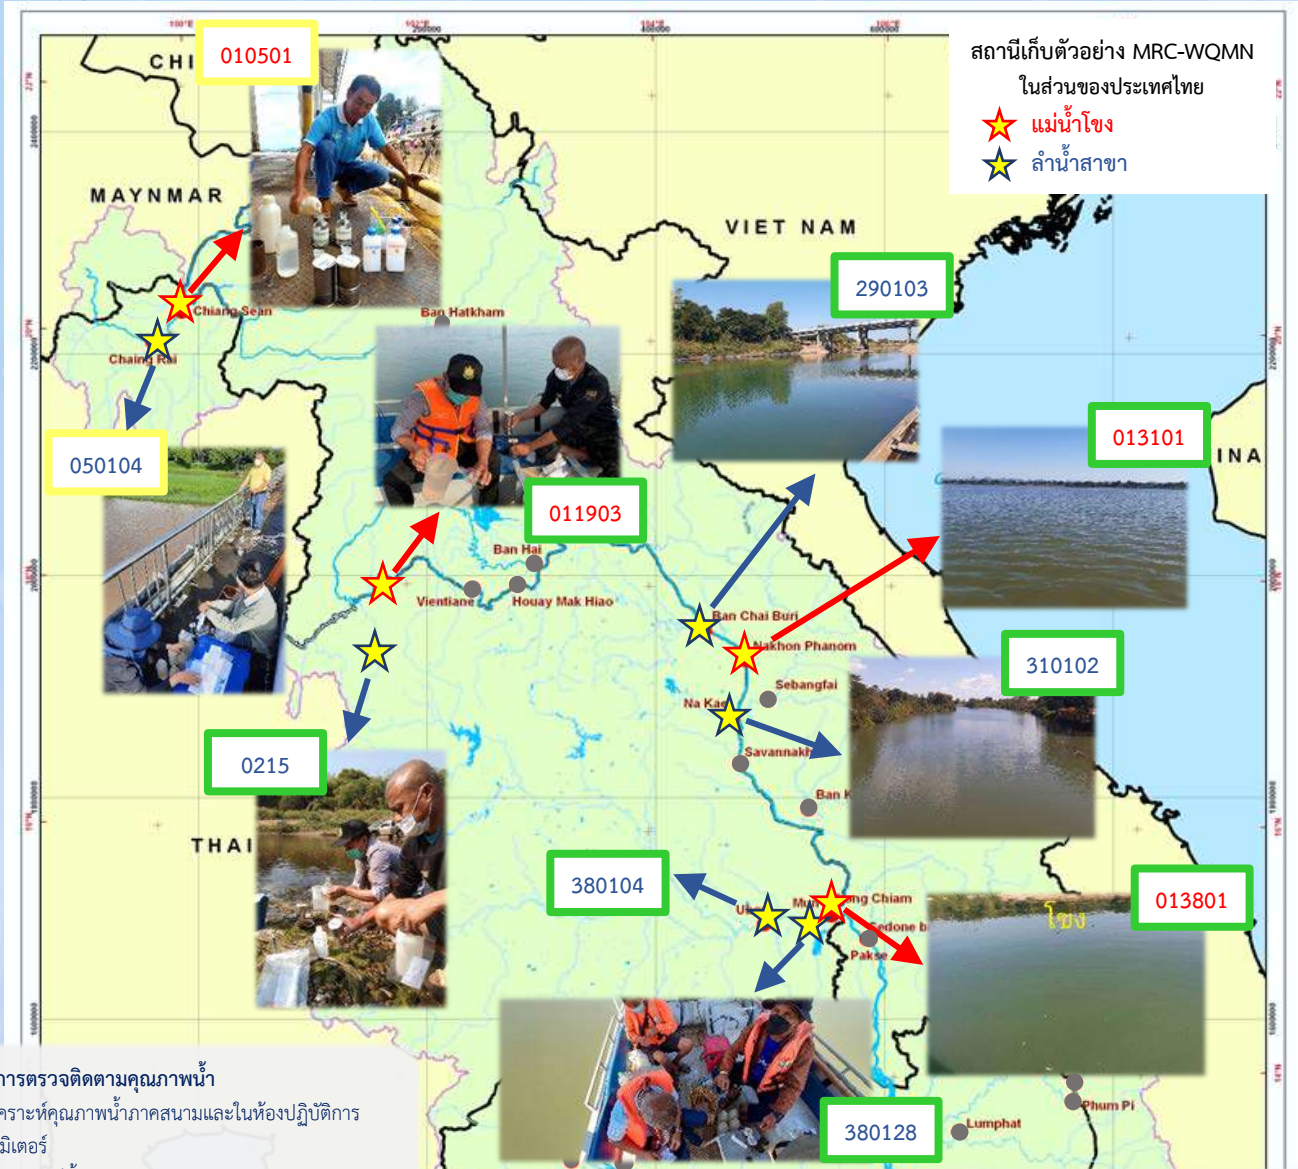 สถานีเก็บตัวอย่าง MRC-WQMN
ในส่วนของประเทศไทย
แม่น้ำโขง
ลำน้ำสาขา
010501
MAYNMAR
VIET NAM
290103
Chiang Sean
Ban Hatkham
Chaing Rai
050104
013101
INA
011903
Ban Hai
Vientiane
Houay Mak Hiao
Ban Chai Buri
Nakhon Phanom
310102
Sebangfai
Na Kae
Savannakh
0215
Ban K
THAI
380104
ng Chiam
013801
โขง
Sedone b
Pakse
380128
Phum Pi
Lumphat
การตรวจติดตามคุณภาพน้ำ
คราะห์คุณภาพน้ำภาคสนามและในห้องปฏิบัติการ
มิเตอร์